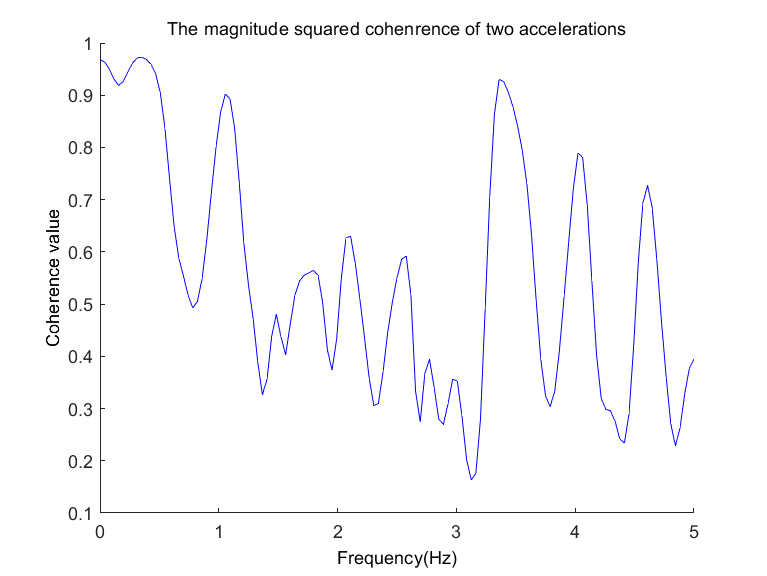 The magnitude squared cohenrence of two accelerations
1
0.9
0.8
0.7
0.6
0.5
0.4
0.3
0.2
0.1
Coherence value
0 1 2 3 4 5
Frequency(Hz)